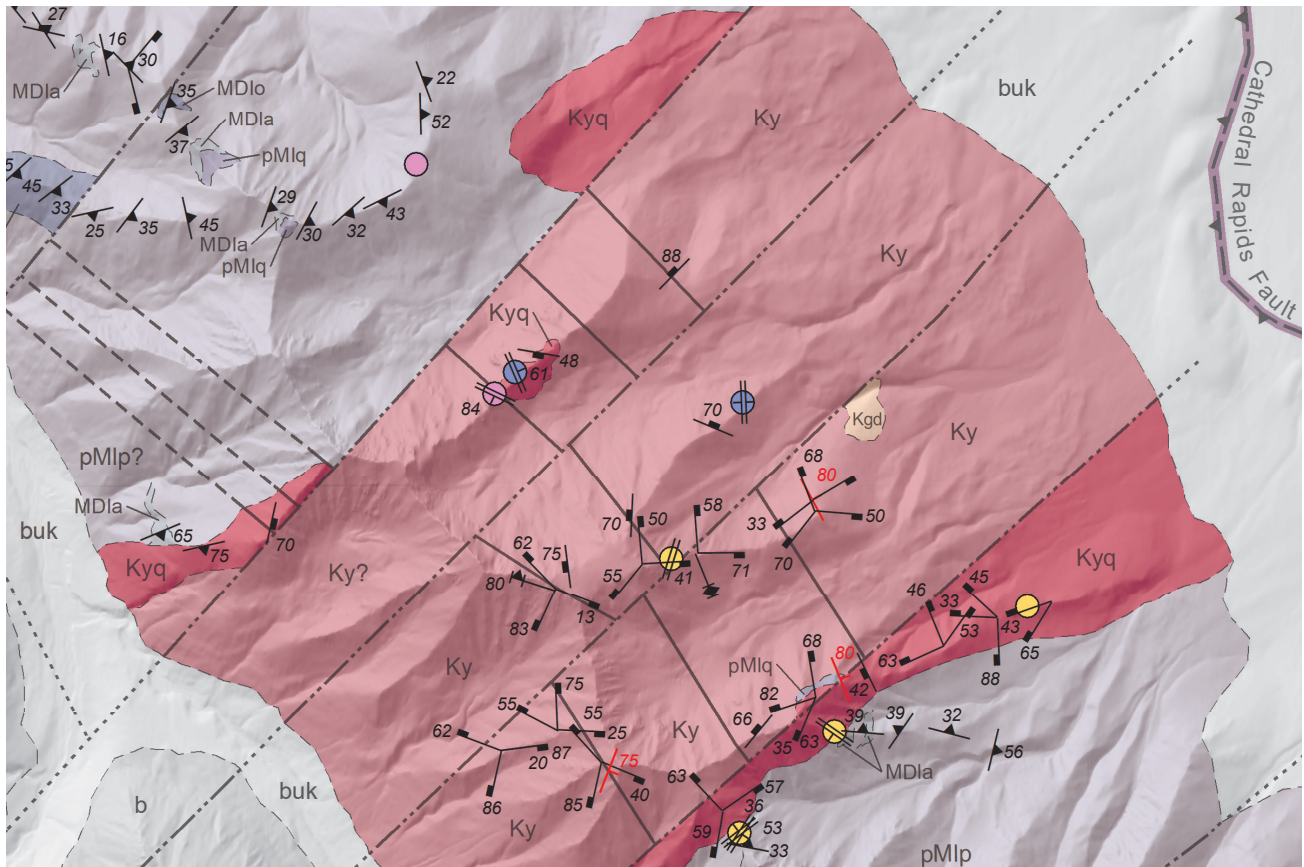 27
16
30
MDla
35
MDlo
22
52
buk
Kyq
Ky
MDla
37
pMlq
Cathedral Rapids Fault
5
45
33
25
35
45
29
30
32
43
MDla
pMlq
88
Ky
Kyq
48
61
84
70
Kgd
Ky
pMlp?
MDla
68
80
33
50
70
58
70
50
buk
65
75
70
Kyq
Ky?
62
75
80
41
71
55
13
83
Kyq
45
46
33
53
43
65
63
88
Ky
68
80
pMlq
42
82
75
55
55
66
35
63
39
39
32
56
62
25
87
20
Ky
MDla
75
63
57
b
buk
86
85
40
36
59
53
33
Ky
pMlp